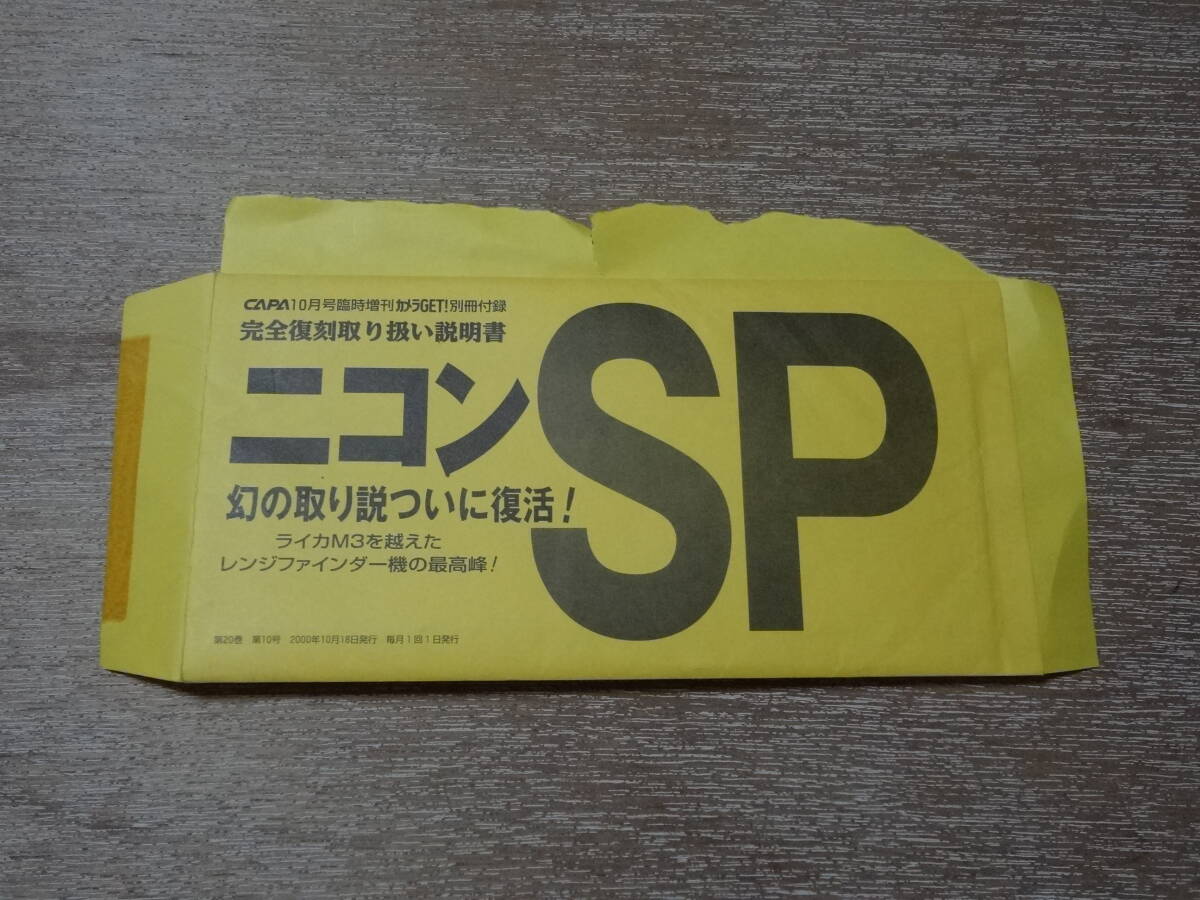 CAPA10月号臨時増刊カメラGET!別冊付録
完全復刻取り扱い説明書
ニコンSP
幻の取り説ついに復活!
ライカM3を越えた
レンジファインダー機の最高峰!
第20巻 第10号 2000年10月18日発行 毎月1回1日発行